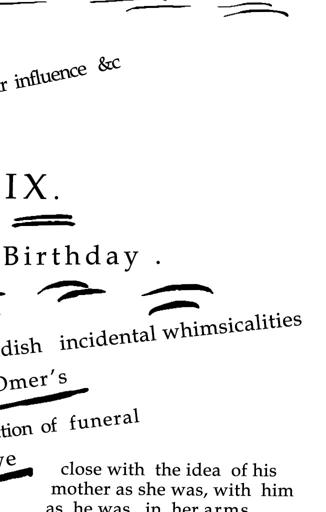 r influence &c
IX.
Birthday .
dish incidental whimsicalities
Omer's
tion of funeral
ve
close with the idea of his
mother as she was, with him
as he was, in her arms